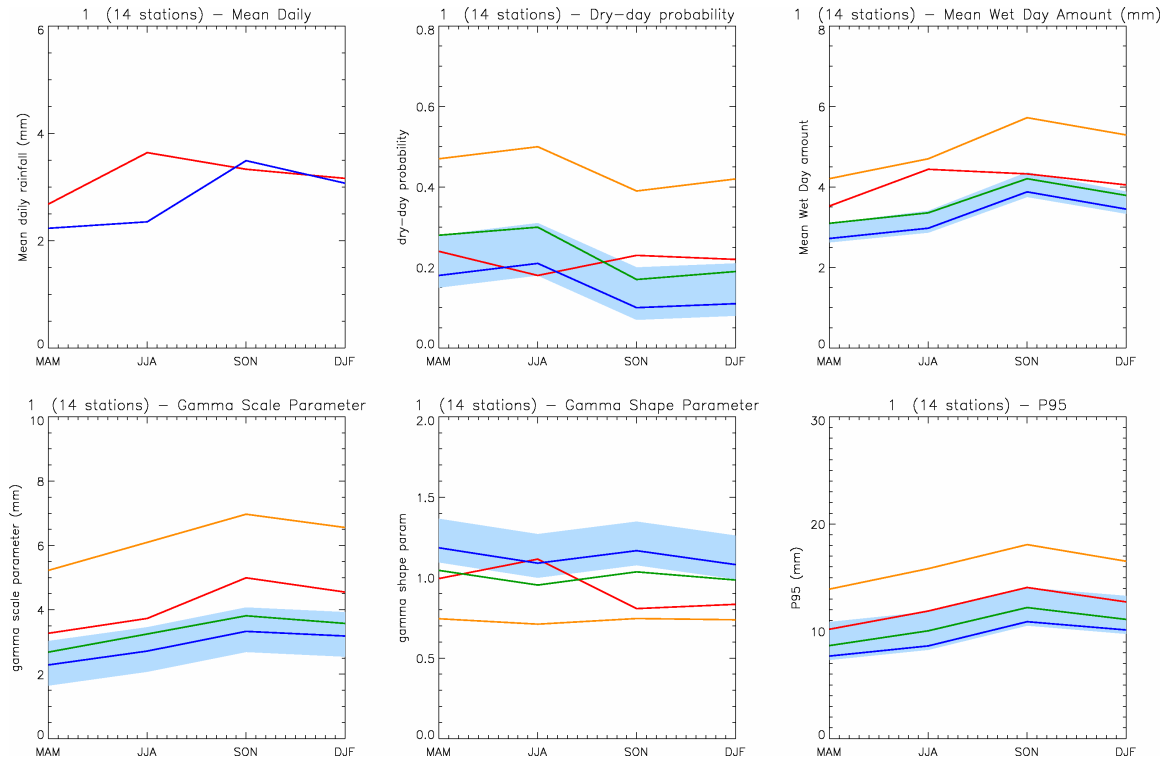 1 (14 stations) – Mean Daily
6
4
2
0
Mean daily rainfall (mm)
MAM JJA SON DJF
1 (14 stations) – Dry–day probability
0.8
0.6
0.4
0.2
0.0
dry–day probability
MAM JJA SON DJF
1 (14 stations) – Mean Wet Day Amount (mm)
8
6
4
2
0
Mean Wet Day amount
MAM JJA SON DJF
1 (14 stations) – Gamma Scale Parameter
10
8
6
4
2
0
gamma scale parameter (mm)
MAM JJA SON DJF
1 (14 stations) – Gamma Shape Parameter
2.0
1.5
1.0
0.5
0.0
gamma shape param
MAM JJA SON DJF
1 (14 stations) – P95
30
20
10
0
P95 (mm)
MAM JJA SON DJF